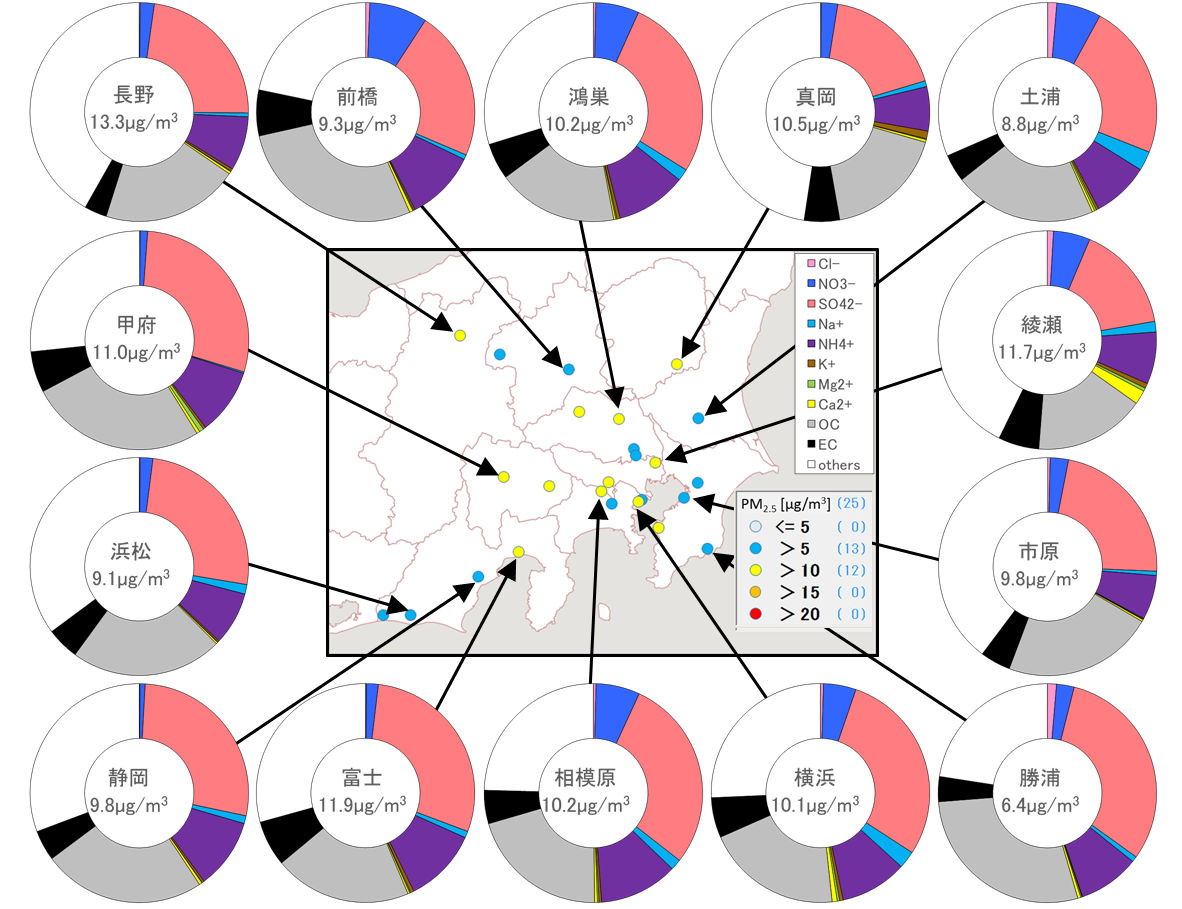 長野
13.3μg/m3
前橋
9.3μg/m3
鴻巣
10.2μg/m3
真岡
10.5μg/m3
土浦
8.8μg/m3
甲府
11.0μg/m3
綾瀬
11.7μg/m3
Cl−
NO3−
SO42−
Na+
NH4+
K+
Mg2+
Ca2+
OC
EC
others
PM2.5 [μg/m3] (25)
<= 5 ( 0)
> 5 (13)
> 10 (12)
> 15 ( 0)
> 20 ( 0)
浜松
9.1μg/m3
市原
9.8μg/m3
静岡
9.8μg/m3
富士
11.9μg/m3
相模原
10.2μg/m3
横浜
10.1μg/m3
勝浦
6.4μg/m3